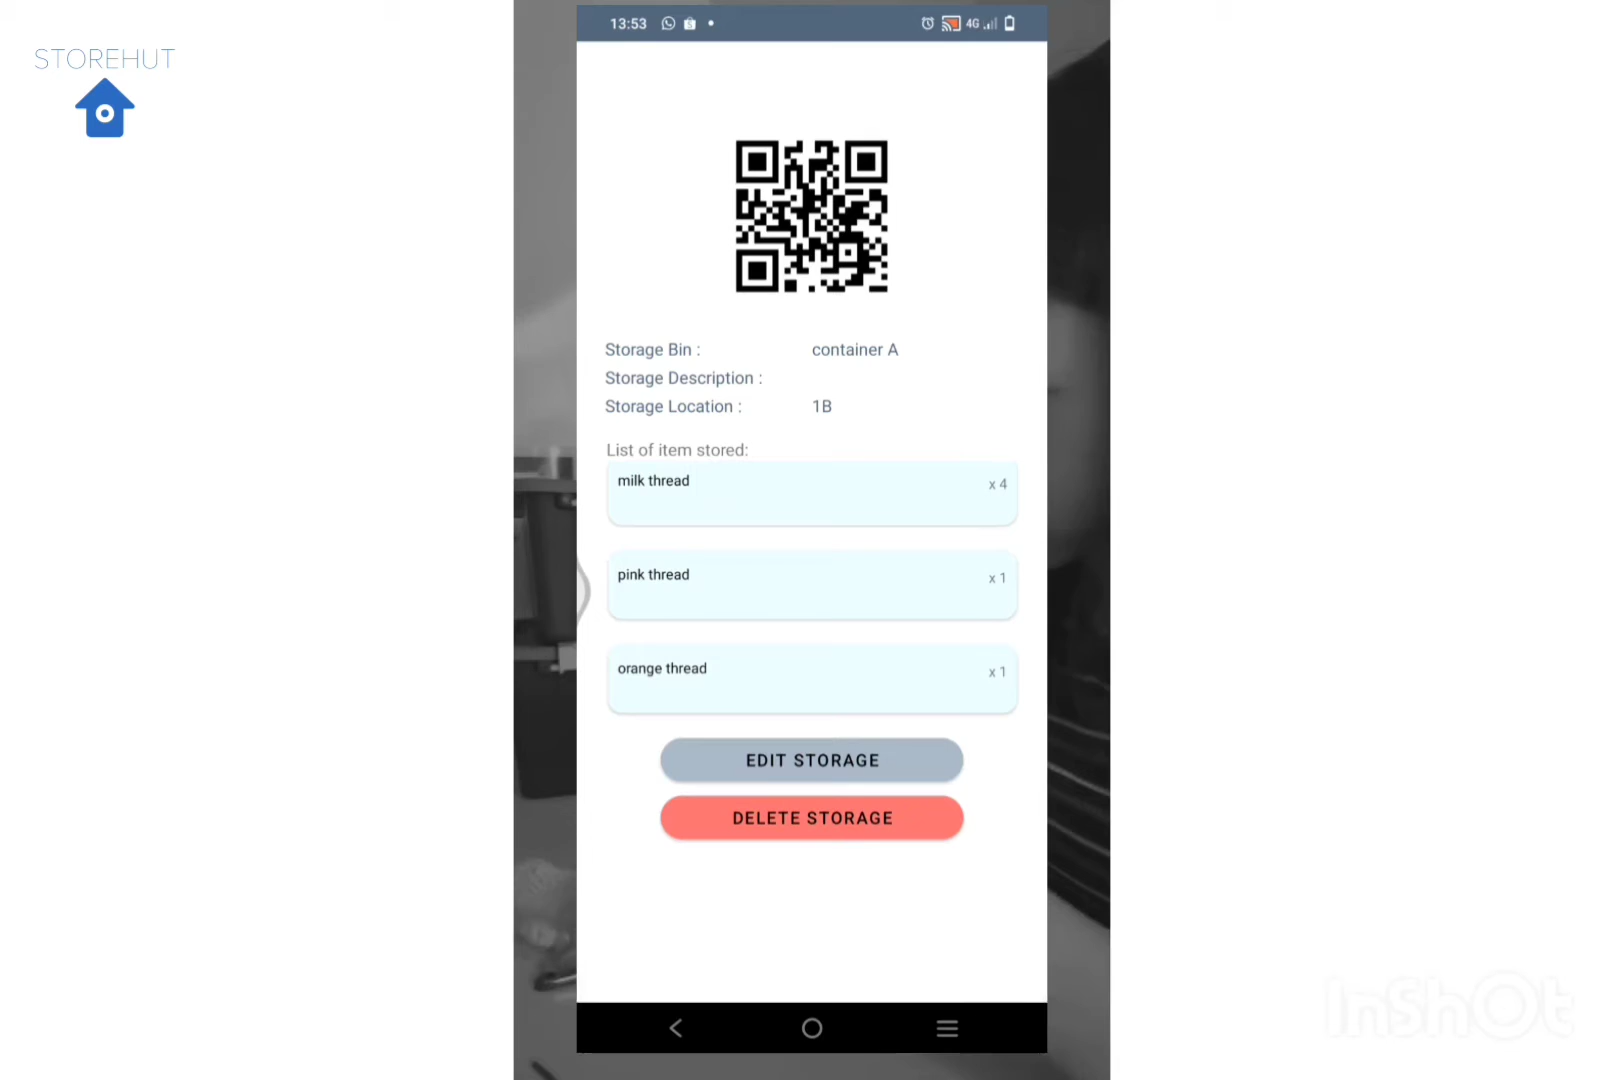 STOREHUT
13:53
4G
Storage Bin : container A
Storage Description :
Storage Location : 1B
List of item stored:
milk thread x 4
pink thread x 1
orange thread x 1
EDIT STORAGE
DELETE STORAGE
InShOt